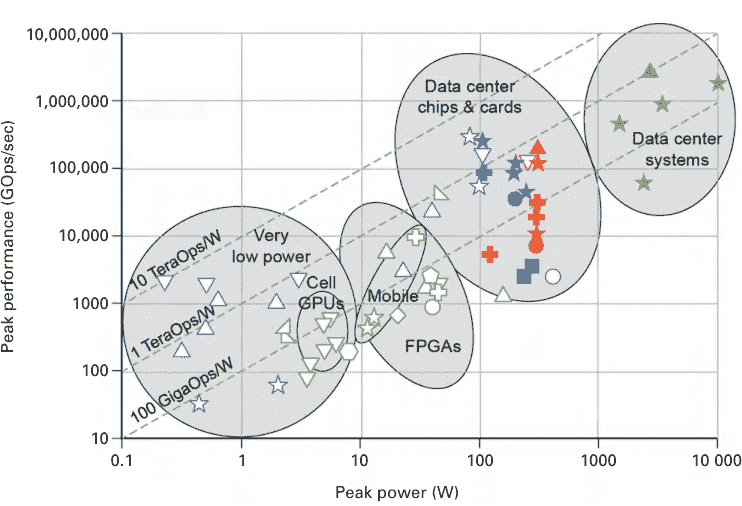 Peak performance (GOps/sec)
10,000,000
1,000,000
100,000
10,000
1000
100
10
0.1
1
10
100
1000
10 000
Peak power (W)
10 TeraOps/W
1 TeraOps/W
100 GigaOps/W
Very
low power
Cell
GPUs
Mobile
FPGAs
Data center
chips & cards
Data center
systems